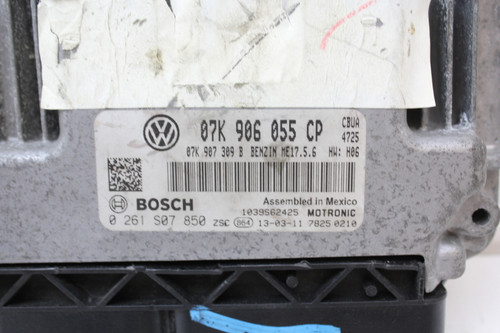 07K 906 055 CP CBUA
4725
07K 907 309 B BENZIN ME17.5.6 HW: H06
BOSCH Assembled in Mexico
1039S62425 MOTRONIC
0 261 S07 850 ZSC 064 13-03-11 7825 0210